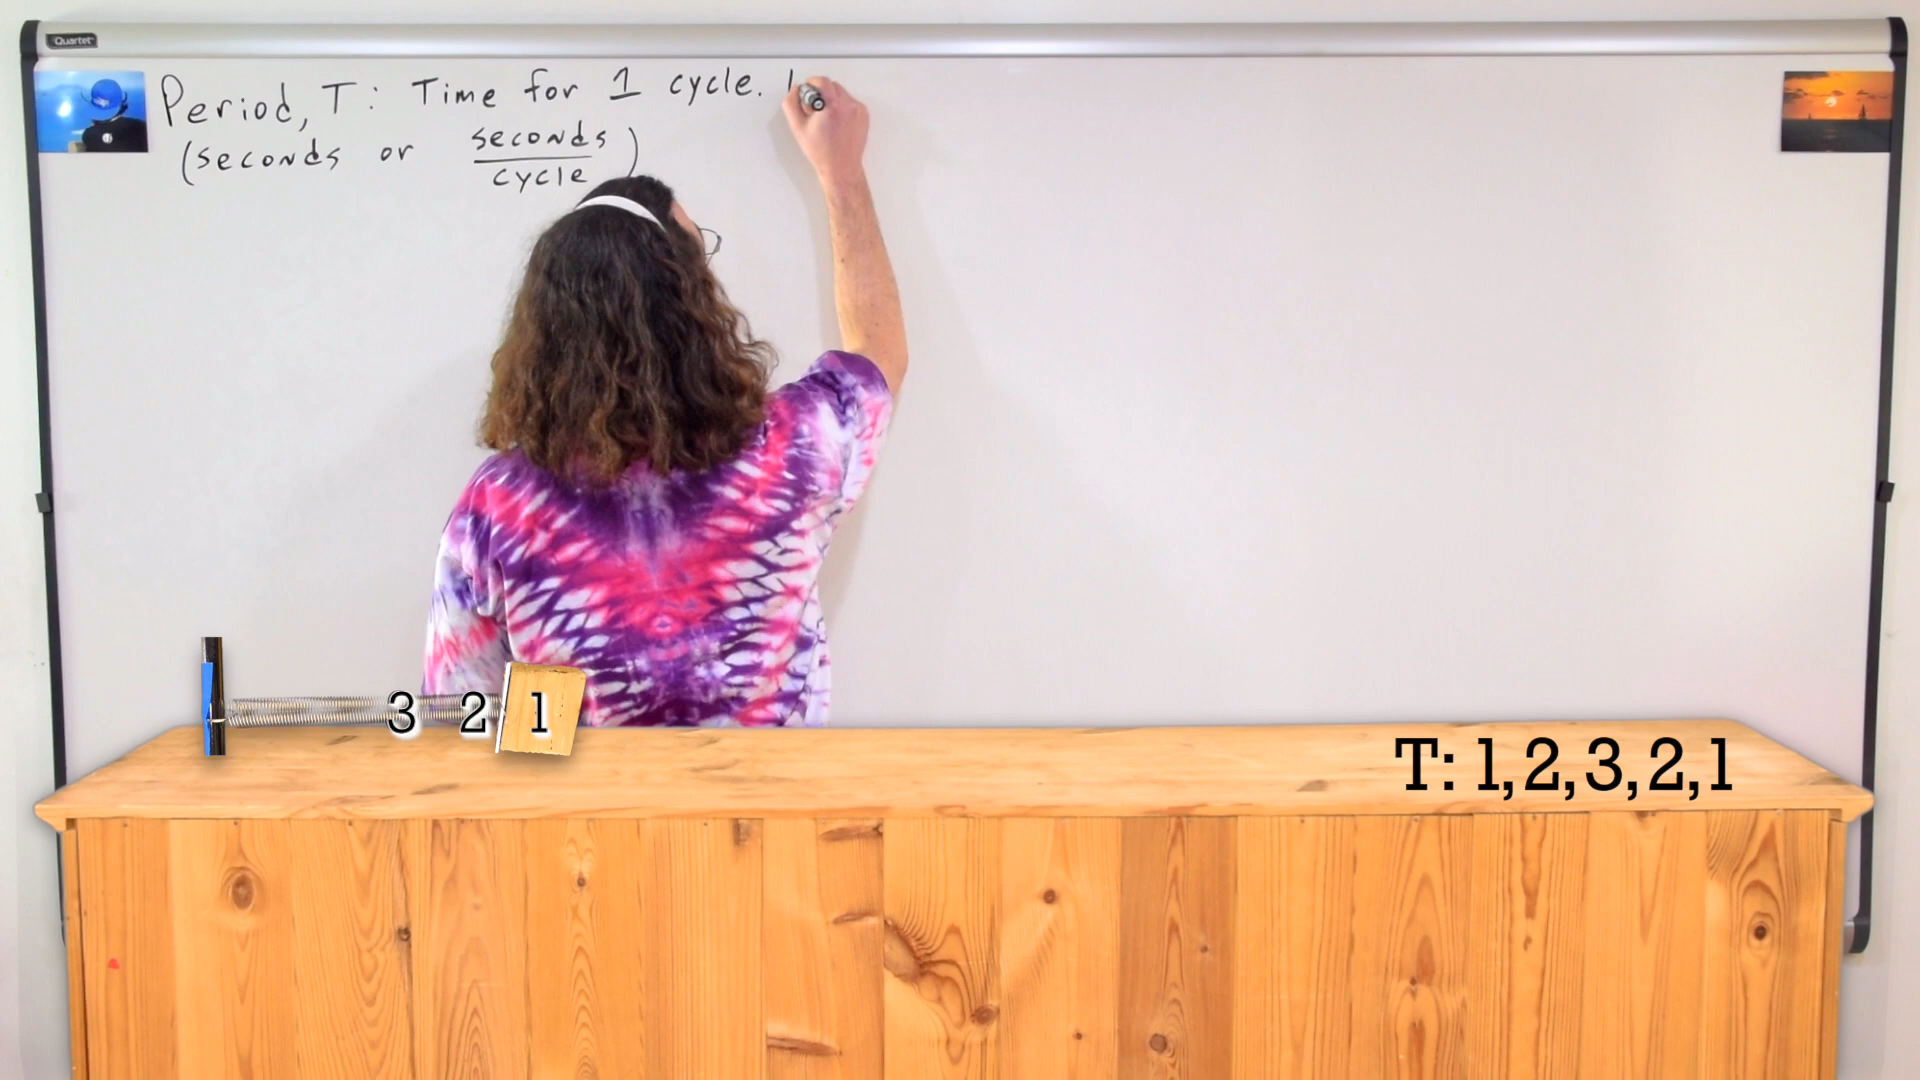 Quartet
Period, T: Time for 1 cycle.
(seconds or seconds
cycle)
3 2 1
T: 1,2,3,2,1